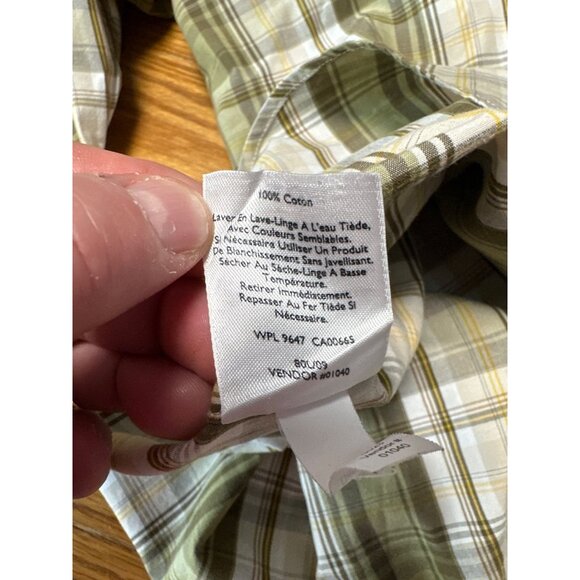 100% Coton
Laver En Lave-Linge A L'eau Tiède,
Avec Couleurs Semblables.
Si Nécessaire Utiliser Un Produit
De Blanchissement Sans Javellisant.
Sécher Au Sèche-Linge A Basse
Température.
Retirer Immédiatement.
Repasser Au Fer Tiède Si
Nécessaire.
WPL 9647 CA00665
80U09
VENDOR #01040
Vendor #
01040